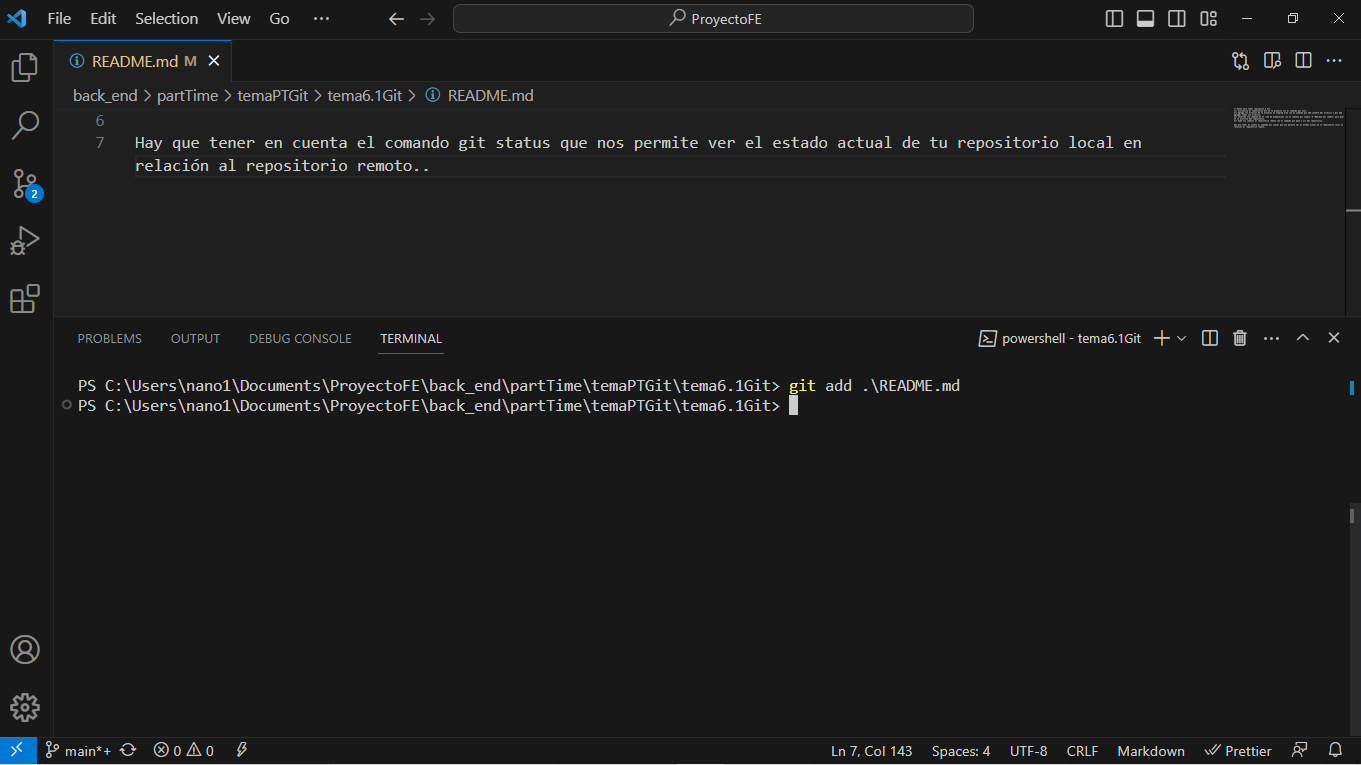 File Edit Selection View Go ··· ProyectoFE
README.md M
back_end > partTime > temaPTGit > tema6.1Git > README.md
6
7 Hay que tener en cuenta el comando git status que nos permite ver el estado actual de tu repositorio local en
relación al repositorio remoto..
2
PROBLEMS OUTPUT DEBUG CONSOLE TERMINAL powershell - tema6.1Git
PS C:\Users\nano1\Documents\ProyectoFE\back_end\partTime\temaPTGit\tema6.1Git> git add .\README.md
PS C:\Users\nano1\Documents\ProyectoFE\back_end\partTime\temaPTGit\tema6.1Git>
main*+ 0 0 Ln 7, Col 143 Spaces: 4 UTF-8 CRLF Markdown Prettier